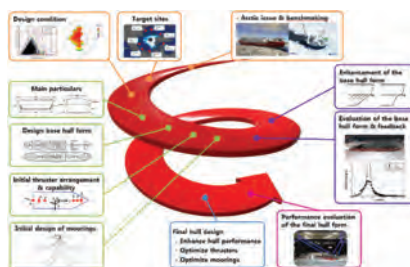 Design condition
Target sites
- Arctic issue & benchmarking
Main particulars
Design base hull form
Initial thruster arrangement
& capability
Initial design of moorings
Final hull design
- Enhance hull performance
- Optimize thrusters
- Optimize moorings
Enhancement of the
base hull form
Evaluation of the base
hull form & feedback
Performance evaluation
of the final hull form